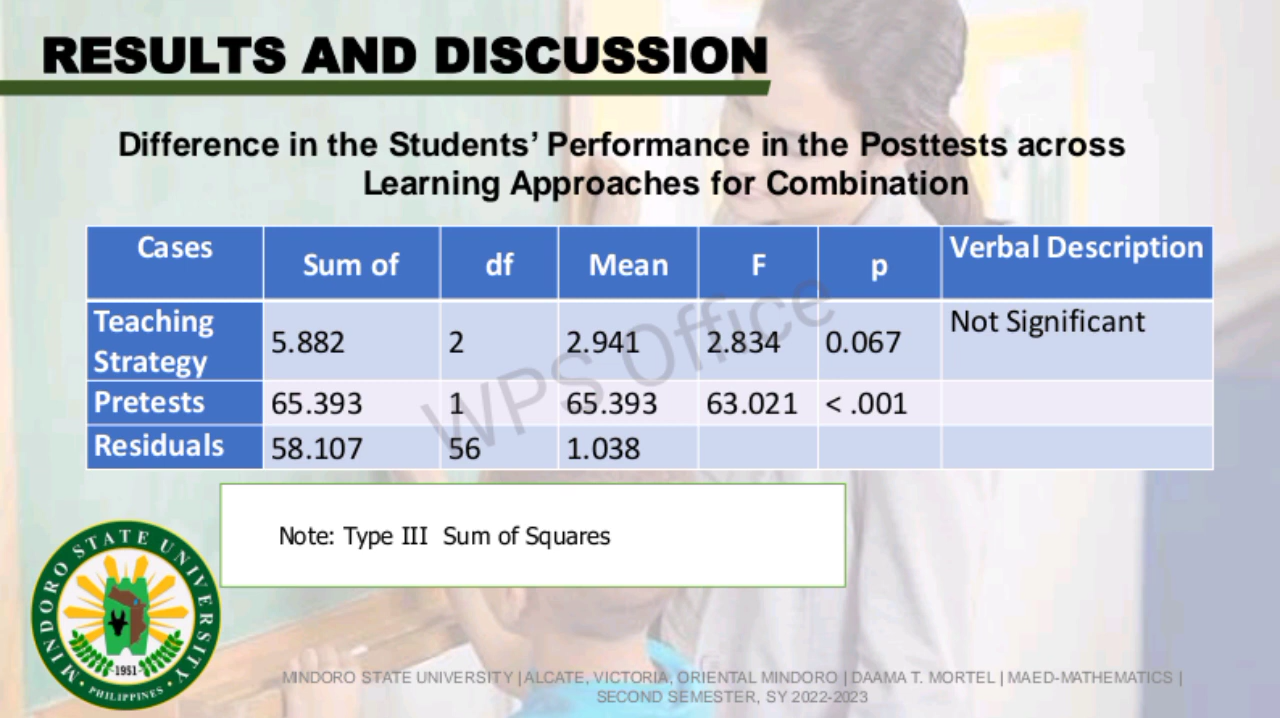 RESULTS AND DISCUSSION
Difference in the Students’ Performance in the Posttests across
Learning Approaches for Combination
Cases Sum of df Mean F p Verbal Description
Teaching
Strategy 5.882 2 2.941 2.834 0.067 Not Significant
Pretests 65.393 1 65.393 63.021 < .001
Residuals 58.107 56 1.038
WPS Office
Note: Type III Sum of Squares
MINDORO STATE UNIVERSITY
1951
PHILIPPINES
MINDORO STATE UNIVERSITY | ALCATE, VICTORIA, ORIENTAL MINDORO | DAAMA T. MORTEL | MAED-MATHEMATICS |
SECOND SEMESTER, SY 2022-2023